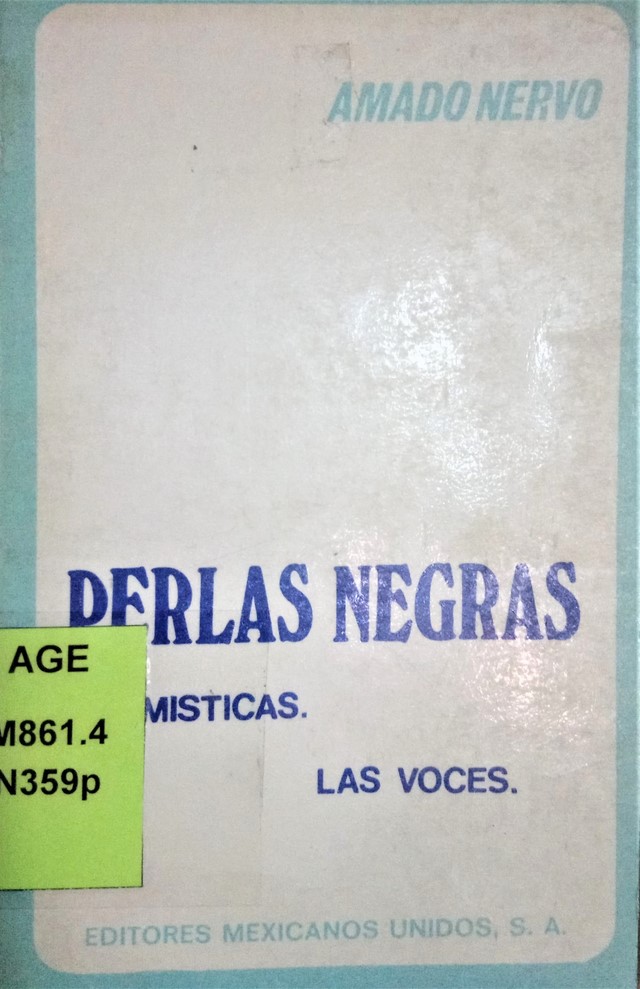 AMADO NERVO
PERLAS NEGRAS
MISTICAS.
LAS VOCES.
AGE
M861.4
N359p
EDITORES MEXICANOS UNIDOS, S. A.